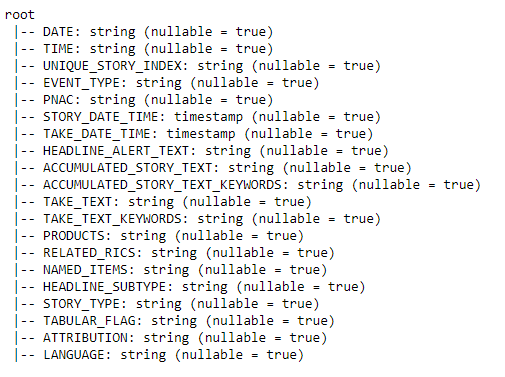 root
 |-- DATE: string (nullable = true)
 |-- TIME: string (nullable = true)
 |-- UNIQUE_STORY_INDEX: string (nullable = true)
 |-- EVENT_TYPE: string (nullable = true)
 |-- PNAC: string (nullable = true)
 |-- STORY_DATE_TIME: timestamp (nullable = true)
 |-- TAKE_DATE_TIME: timestamp (nullable = true)
 |-- HEADLINE_ALERT_TEXT: string (nullable = true)
 |-- ACCUMULATED_STORY_TEXT: string (nullable = true)
 |-- ACCUMULATED_STORY_TEXT_KEYWORDS: string (nullable = true)
 |-- TAKE_TEXT: string (nullable = true)
 |-- TAKE_TEXT_KEYWORDS: string (nullable = true)
 |-- PRODUCTS: string (nullable = true)
 |-- RELATED_RICS: string (nullable = true)
 |-- NAMED_ITEMS: string (nullable = true)
 |-- HEADLINE_SUBTYPE: string (nullable = true)
 |-- STORY_TYPE: string (nullable = true)
 |-- TABULAR_FLAG: string (nullable = true)
 |-- ATTRIBUTION: string (nullable = true)
 |-- LANGUAGE: string (nullable = true)